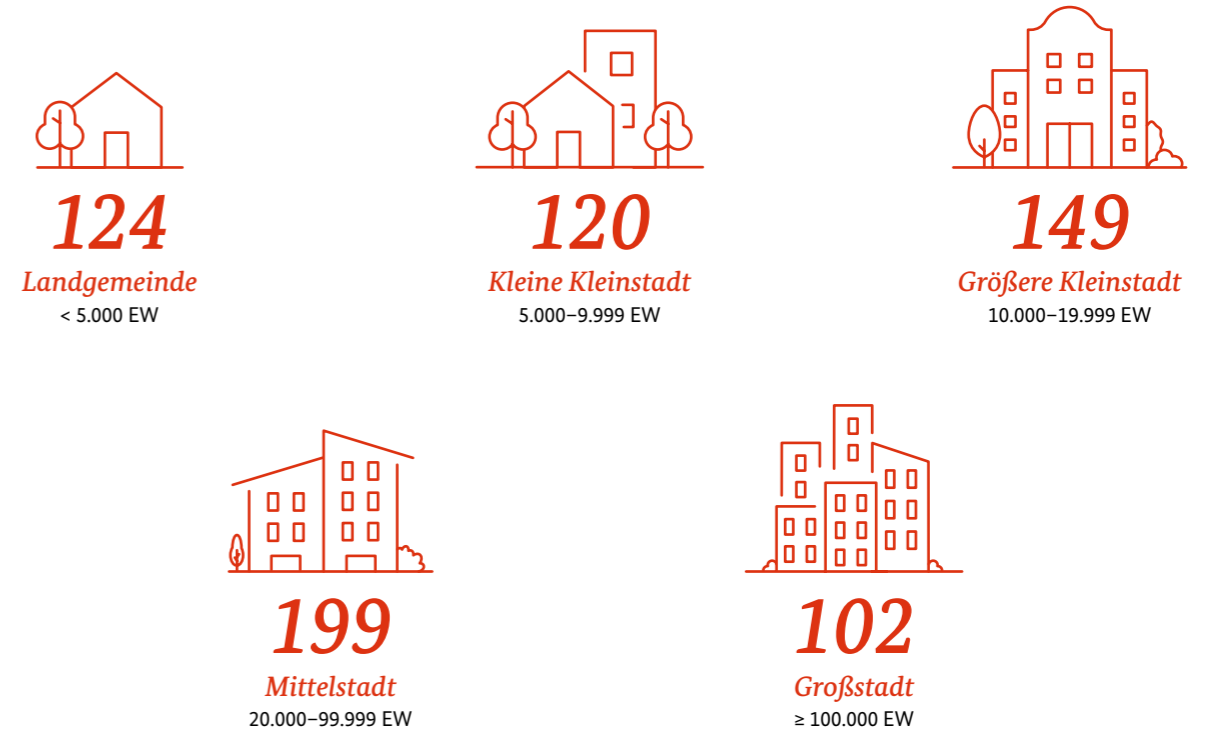 124
Landgemeinde
< 5.000 EW
120
Kleine Kleinstadt
5.000–9.999 EW
149
Größere Kleinstadt
10.000–19.999 EW
199
Mittelstadt
20.000–99.999 EW
102
Großstadt
≥ 100.000 EW